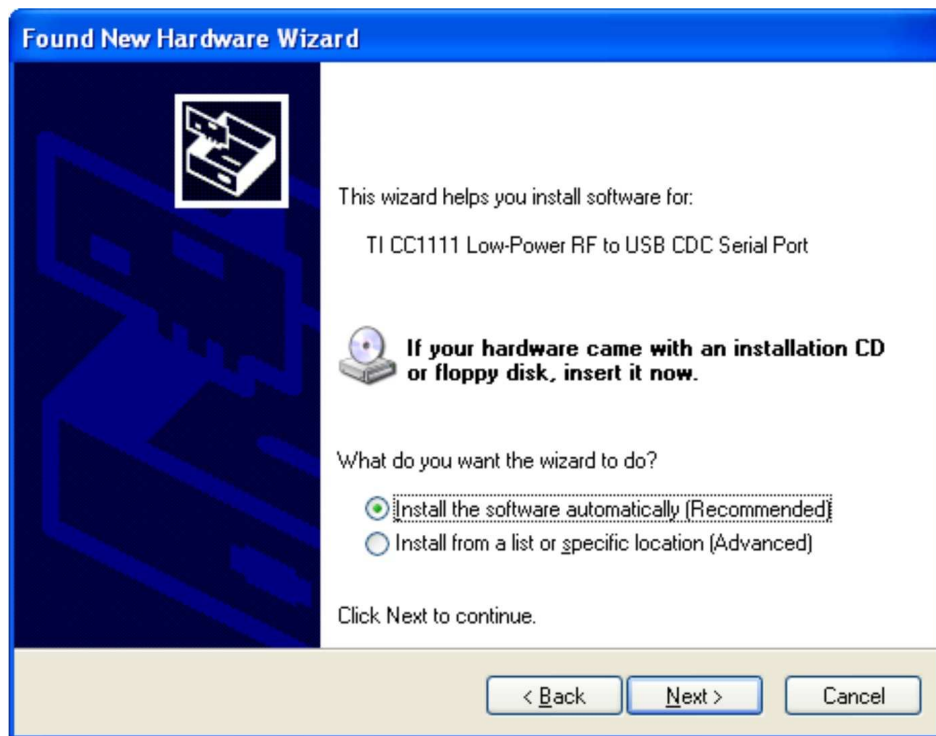 Found New Hardware Wizard
This wizard helps you install software for:
TI CC1111 Low-Power RF to USB CDC Serial Port
If your hardware came with an installation CD
or floppy disk, insert it now.
What do you want the wizard to do?
Install the software automatically (Recommended)
Install from a list or specific location (Advanced)
Click Next to continue.
< Back Next > Cancel